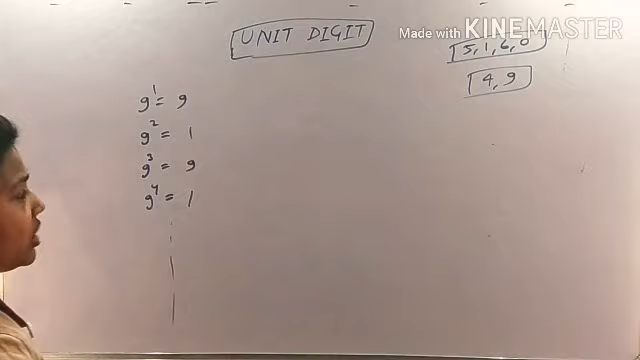 UNIT DIGIT
Made with KINEMASTER
5, 1, 6, 0
4, 9
9¹ = 9
9² = 1
9³ = 9
9⁴ = 1